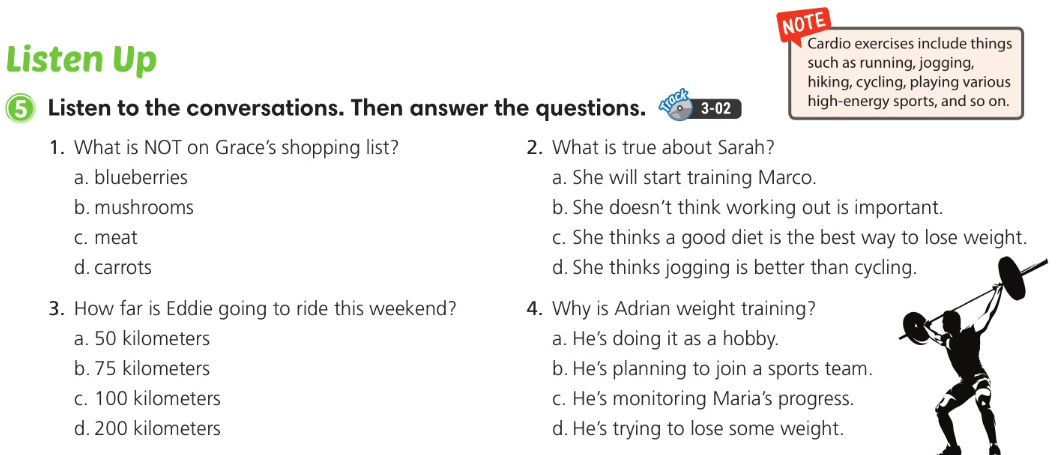 NOTE
Cardio exercises include things
such as running, jogging,
hiking, cycling, playing various
high-energy sports, and so on.
Listen Up
5 Listen to the conversations. Then answer the questions. Track 3-02
1. What is NOT on Grace's shopping list?
a. blueberries
b. mushrooms
c. meat
d. carrots
2. What is true about Sarah?
a. She will start training Marco.
b. She doesn't think working out is important.
c. She thinks a good diet is the best way to lose weight.
d. She thinks jogging is better than cycling.
3. How far is Eddie going to ride this weekend?
a. 50 kilometers
b. 75 kilometers
c. 100 kilometers
d. 200 kilometers
4. Why is Adrian weight training?
a. He's doing it as a hobby.
b. He's planning to join a sports team.
c. He's monitoring Maria's progress.
d. He's trying to lose some weight.